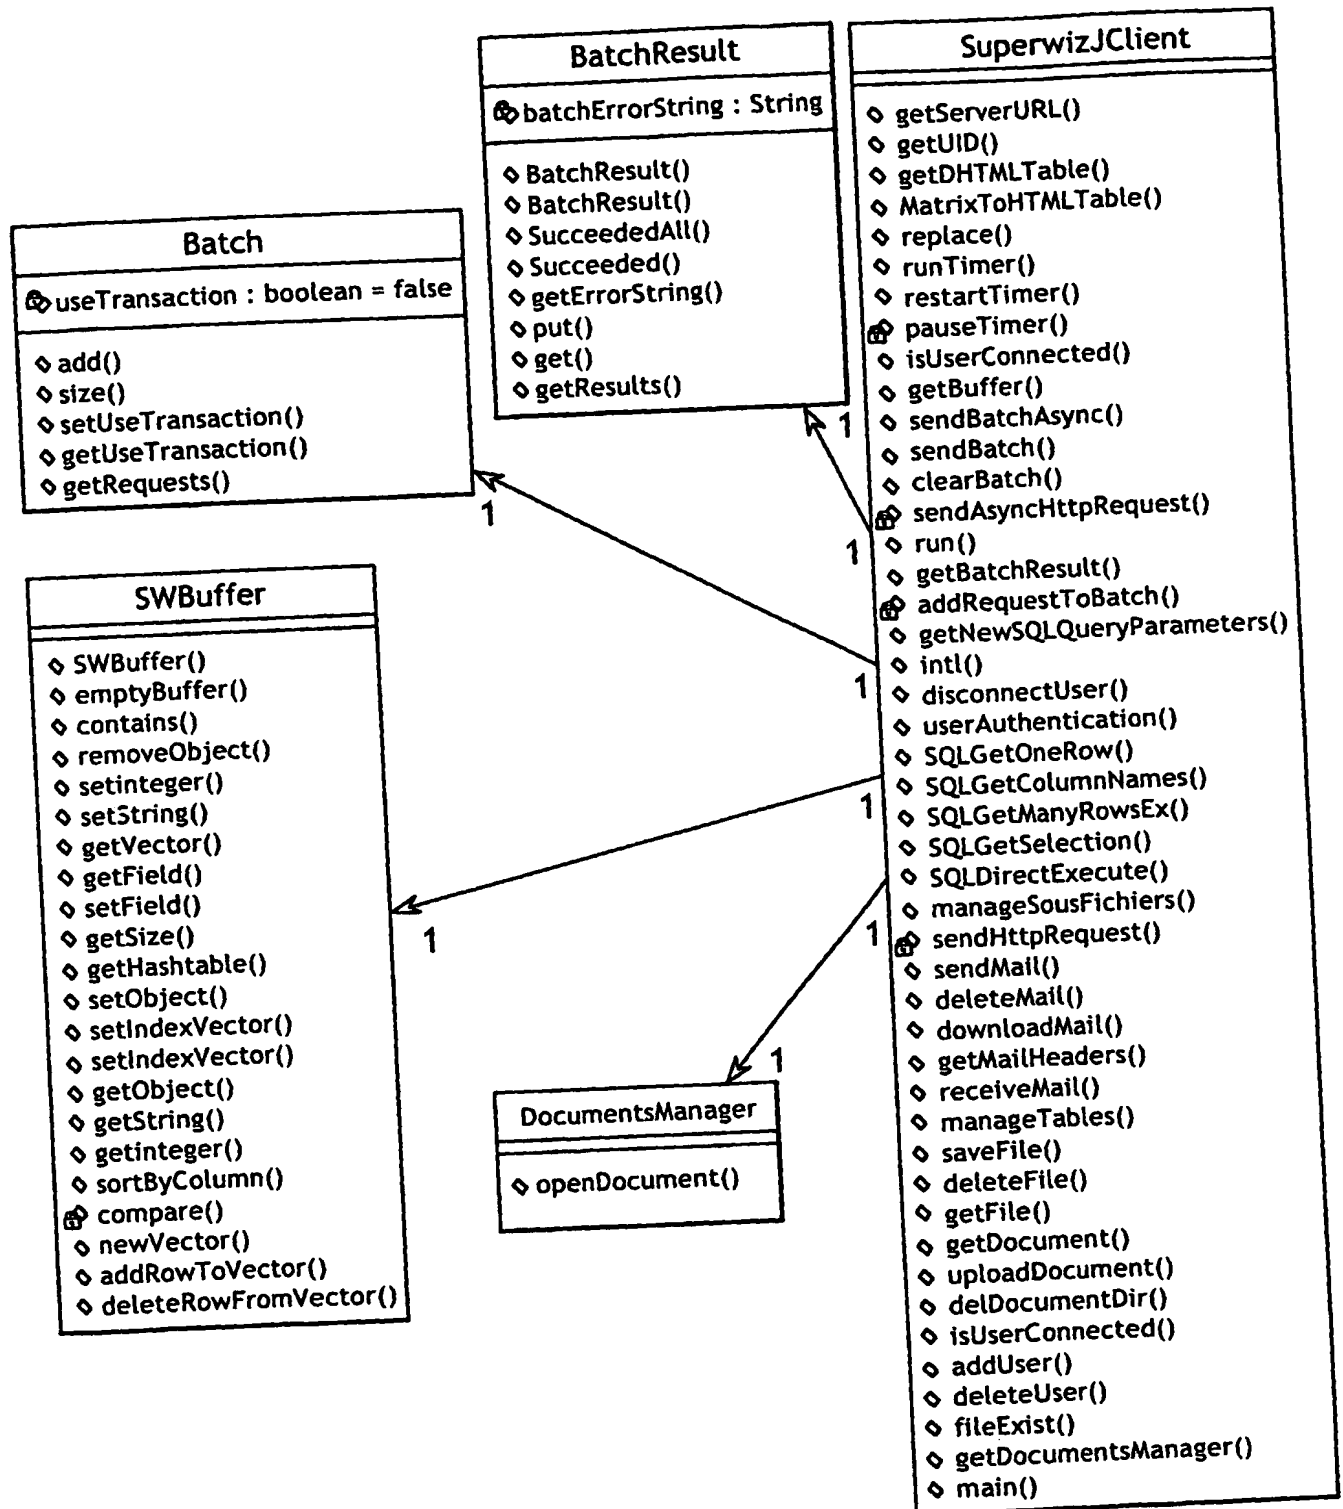 BatchResult
batchErrorString : String
BatchResult()
BatchResult()
SucceededAll()
Succeeded()
getErrorString()
put()
get()
getResults()
1
1
SuperwizJClient
getServerURL()
getUID()
getDHTMLTable()
MatrixToHTMLTable()
replace()
runTimer()
restartTimer()
pauseTimer()
isUserConnected()
getBuffer()
sendBatchAsync()
sendBatch()
clearBatch()
sendAsyncHttpRequest()
run()
getBatchResult()
addRequestToBatch()
getNewSQLQueryParameters()
intl()
disconnectUser()
userAuthentication()
SQLGetOneRow()
SQLGetColumnNames()
SQLGetManyRowsEx()
SQLGetSelection()
SQLDirectExecute()
manageSousFichiers()
sendHttpRequest()
sendMail()
deleteMail()
downloadMail()
getMailHeaders()
receiveMail()
manageTables()
saveFile()
deleteFile()
getFile()
getDocument()
uploadDocument()
delDocumentDir()
isUserConnected()
addUser()
deleteUser()
fileExist()
getDocumentsManager()
main()
Batch
useTransaction : boolean = false
add()
size()
setUseTransaction()
getUseTransaction()
getRequests()
1
1
SWBuffer
SWBuffer()
emptyBuffer()
contains()
removeObject()
setinteger()
setString()
getVector()
getField()
setField()
getSize()
getHashtable()
setObject()
setIndexVector()
setIndexVector()
getObject()
getString()
getinteger()
sortByColumn()
compare()
newVector()
addRowToVector()
deleteRowFromVector()
1
1
1
1
DocumentsManager
openDocument()